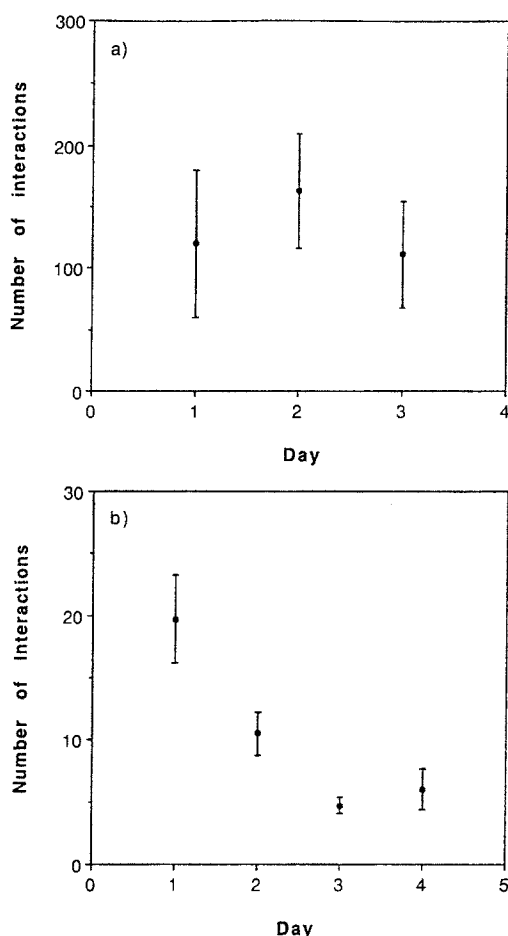 300
a)
200
100
0
Number of interactions
0 1 2 3 4
Day
30
b)
20
10
0
Number of Interactions
0 1 2 3 4 5
Day